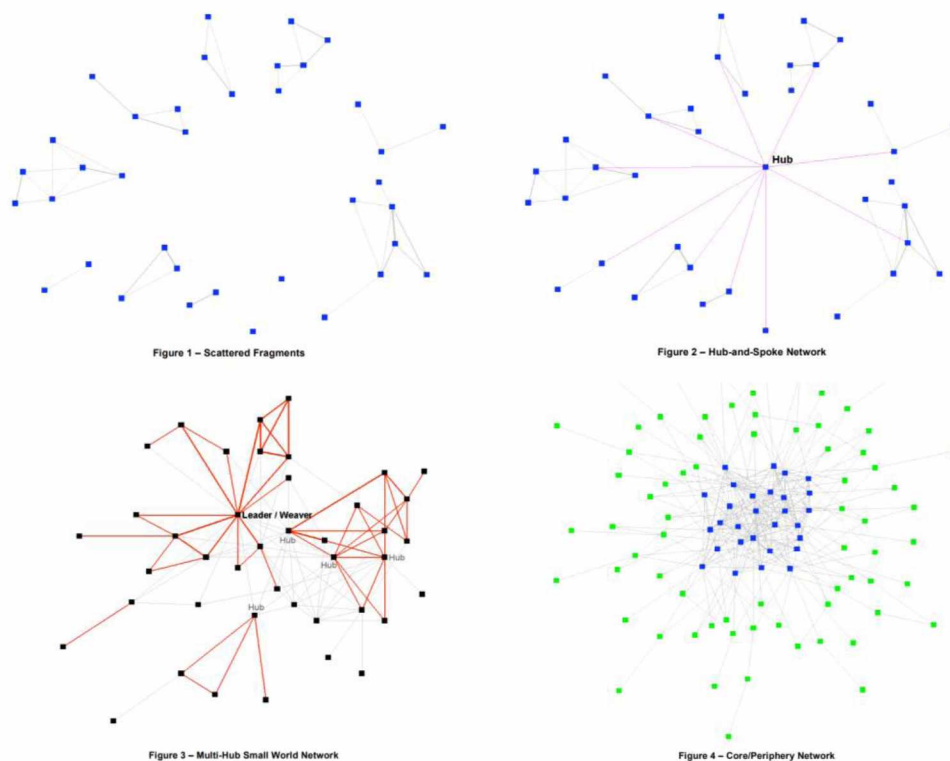 Hub
Figure 1 – Scattered Fragments
Figure 2 – Hub-and-Spoke Network
Leader / Weaver
Hub
Hub
Hub
Hub
Figure 3 – Multi-Hub Small World Network
Figure 4 – Core/Periphery Network